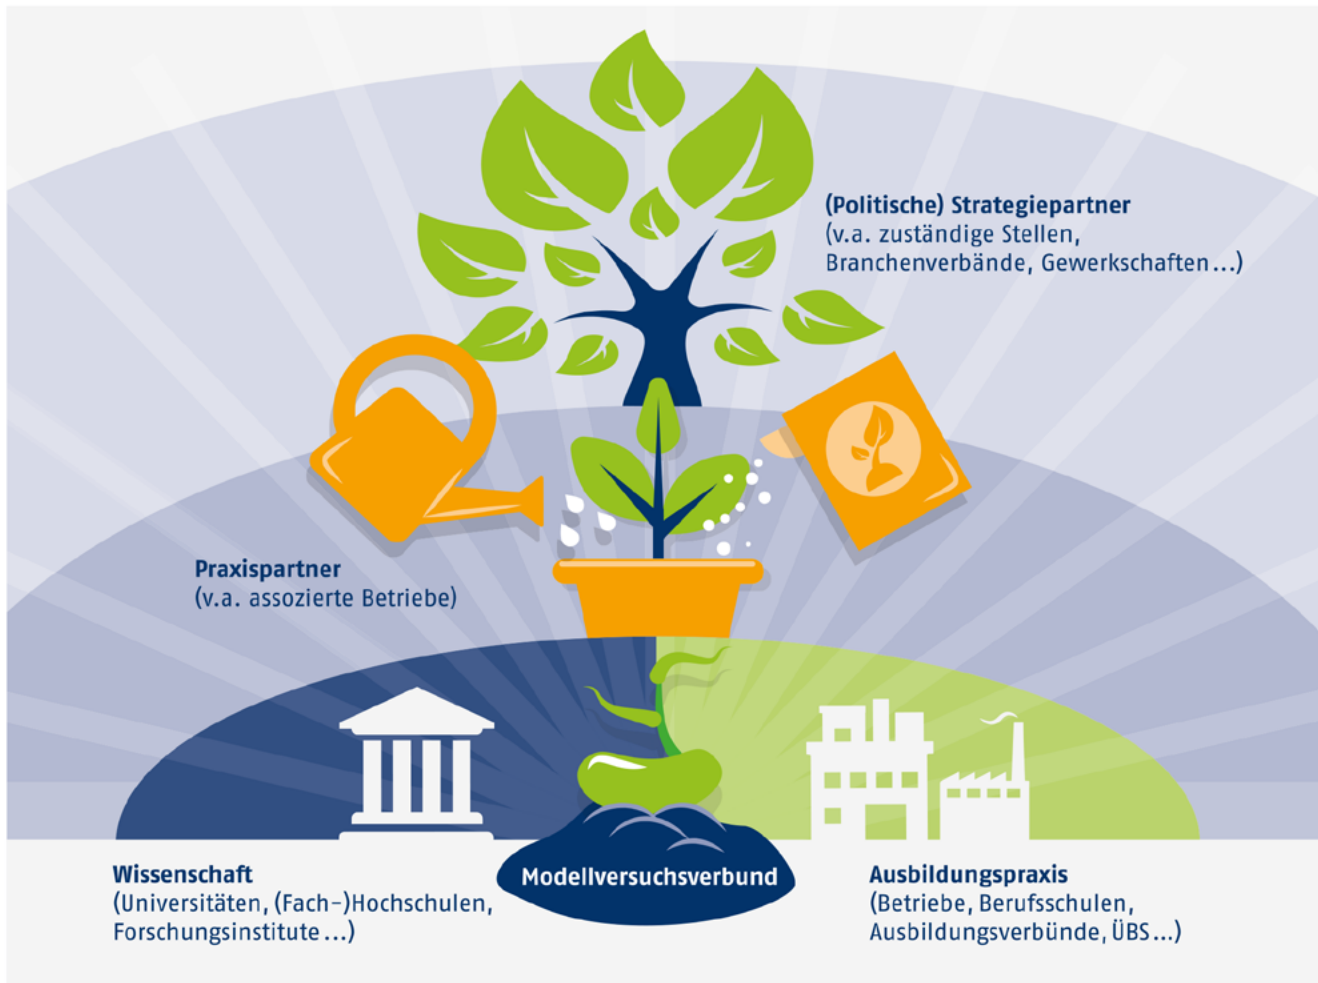 (Politische) Strategiepartner
(v.a. zuständige Stellen,
Branchenverbände, Gewerkschaften...)
Praxispartner
(v.a. assozierte Betriebe)
Wissenschaft
(Universitäten, (Fach-)Hochschulen,
Forschungsinstitute...)
Modellversuchsverbund
Ausbildungspraxis
(Betriebe, Berufsschulen,
Ausbildungsverbünde, ÜBS...)